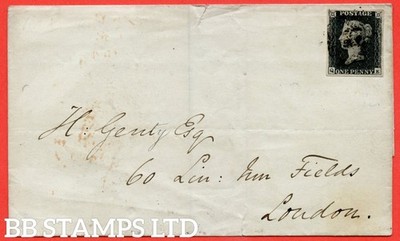 POSTAGE
ONE PENNY
H: Genty Esq
60 Lin: Inn Fields
London.
BB STAMPS LTD